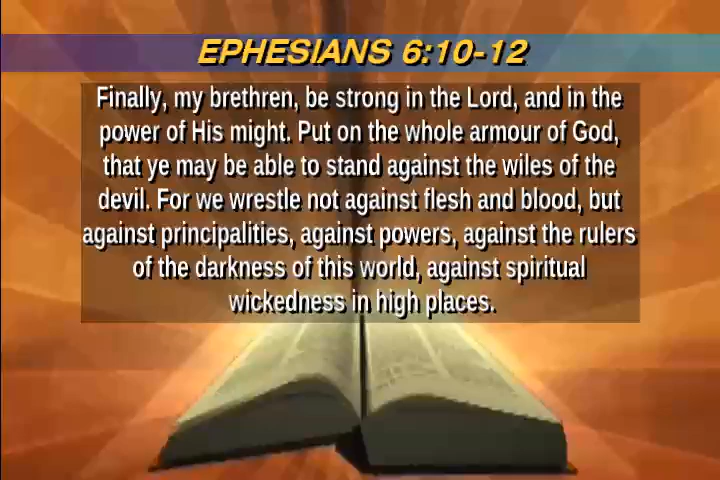 EPHESIANS 6:10-12
Finally, my brethren, be strong in the Lord, and in the
power of His might. Put on the whole armour of God,
that ye may be able to stand against the wiles of the
devil. For we wrestle not against flesh and blood, but
against principalities, against powers, against the rulers
of the darkness of this world, against spiritual
wickedness in high places.